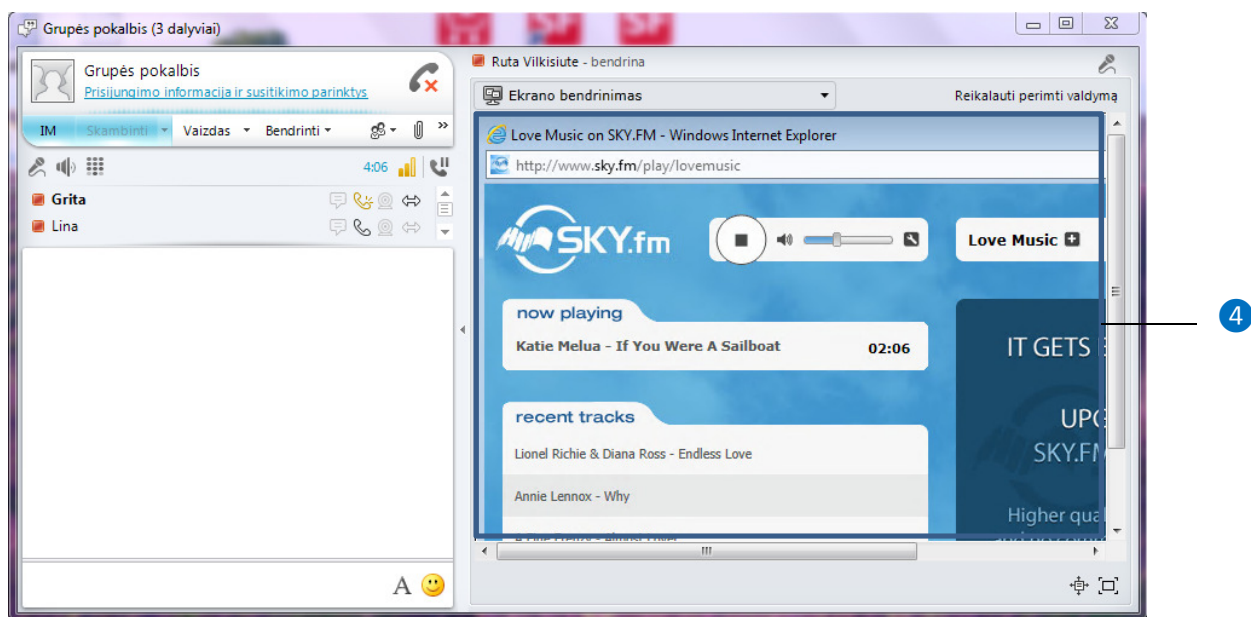 Grupės pokalbis (3 dalyviai)
Grupės pokalbis
Prisijungimo informacija ir susitikimo parinktys
IM Skambinti Vaizdas Bendrinti
4:06
Grita
Lina
A
Ruta Vilkisiute - bendrina
Ekrano bendrinimas Reikalauti perimti valdymą
Love Music on SKY.FM - Windows Internet Explorer
http://www.sky.fm/play/lovemusic
SKY.fm
Love Music
now playing
Katie Melua - If You Were A Sailboat 02:06
recent tracks
Lionel Richie & Diana Ross - Endless Love
Annie Lennox - Why
IT GETS
UPG
SKY.FM
Higher qual
4